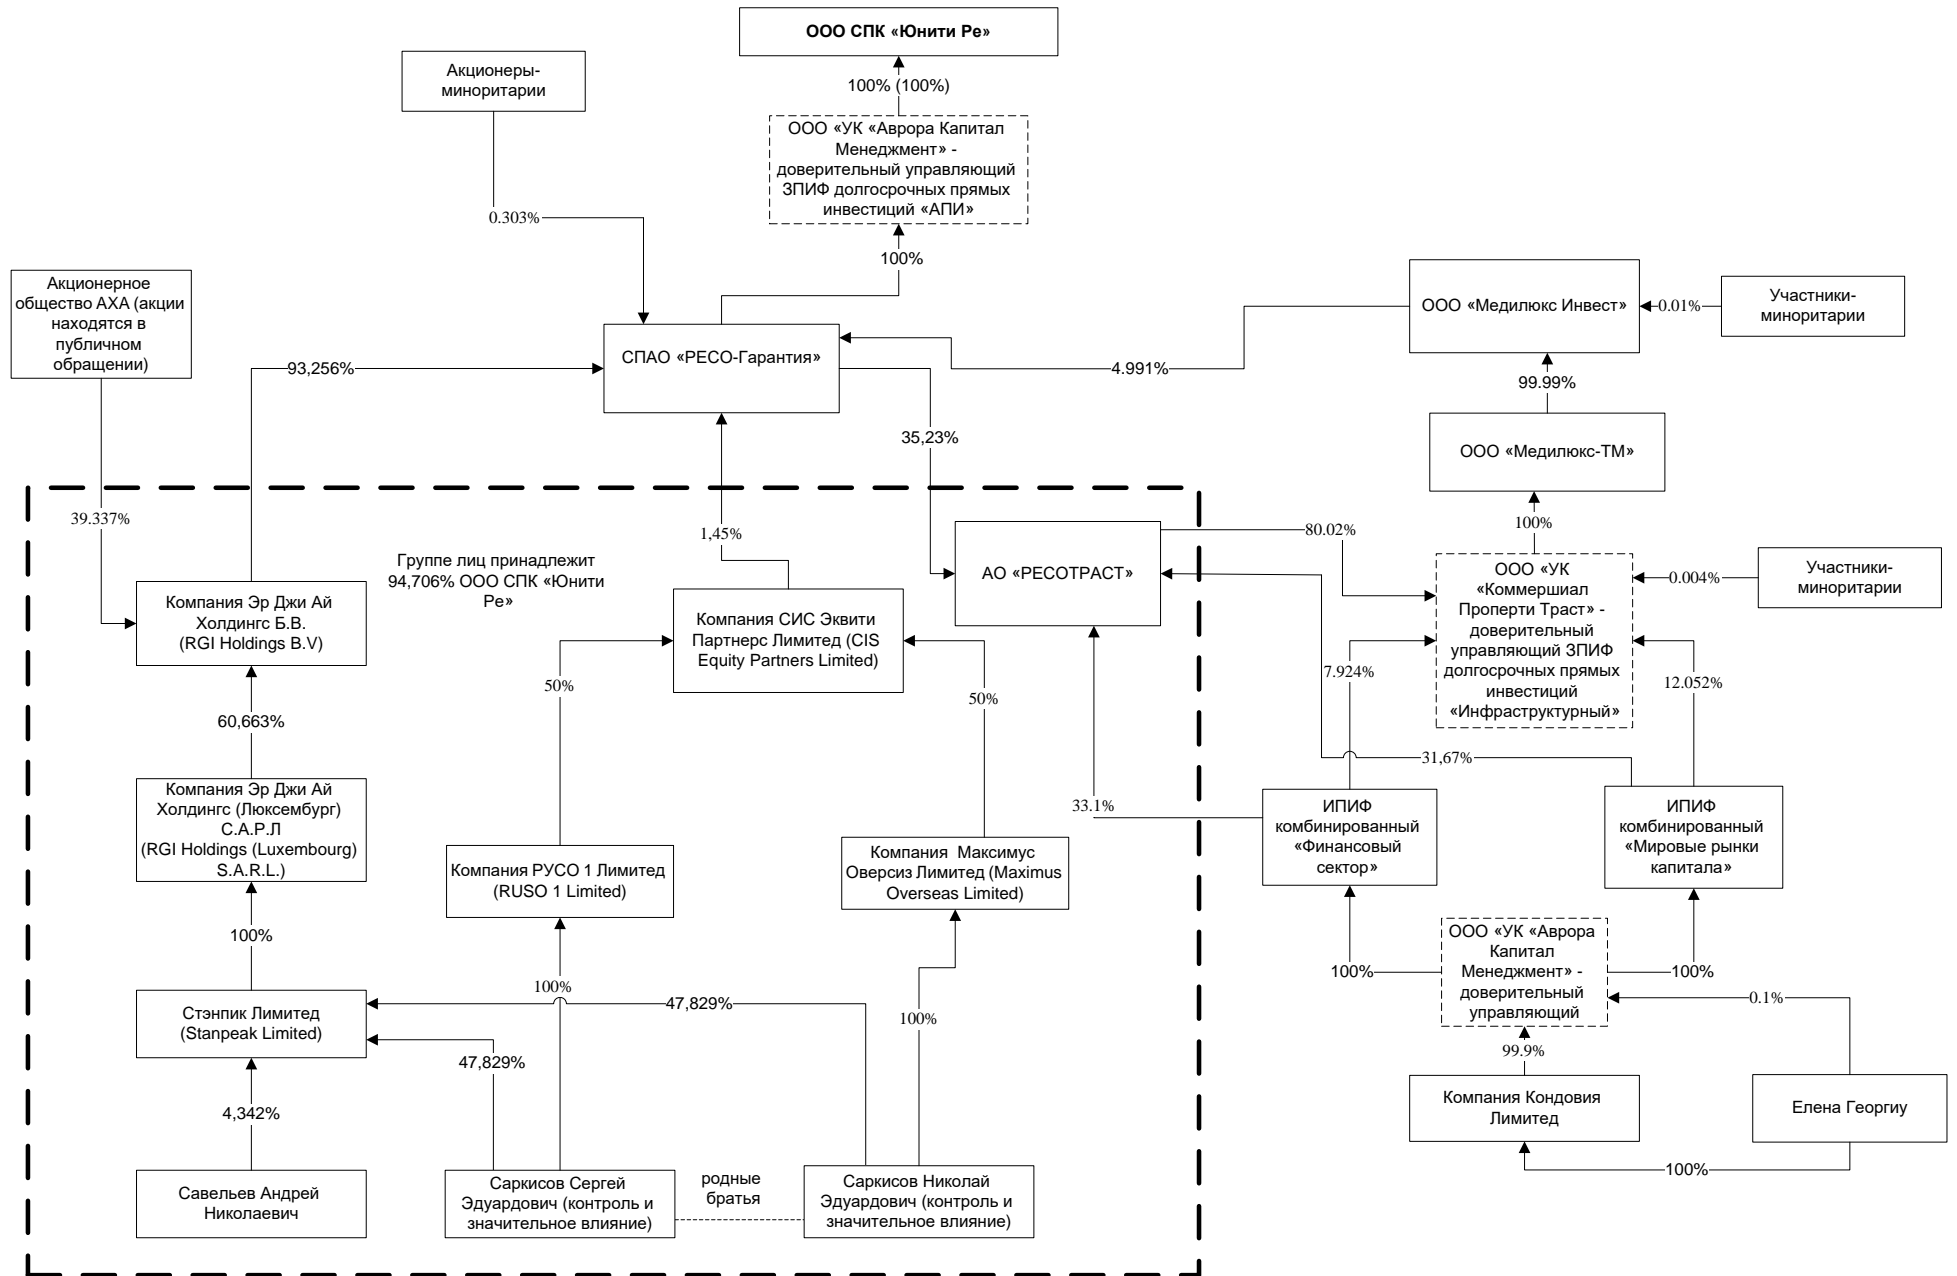 ООО СПК «Юнити Ре»
Акционеры-
миноритарии
100% (100%)
ООО «УК «Аврора Капитал
Менеджмент» -
доверительный управляющий
ЗПИФ долгосрочных прямых
инвестиций «АПИ»
0.303%
100%
Акционерное
общество АХА (акции
находятся в
публичном
обращении)
СПАО «РЕСО-Гарантия»
ООО «Медилюкс Инвест»
0.01%
Участники-
миноритарии
93,256%
4.991%
99.99%
35,23%
ООО «Медилюкс-ТМ»
39.337%
1,45%
80.02%
100%
Группе лиц принадлежит
94,706% ООО СПК «Юнити
Ре»
АО «РЕСОТРАСТ»
ООО «УК
«Коммершиал
Проперти Траст» -
доверительный
управляющий ЗПИФ
долгосрочных прямых
инвестиций
«Инфраструктурный»
0.004%
Участники-
миноритарии
Компания Эр Джи Ай
Холдингс Б.В.
(RGI Holdings B.V)
Компания СИС Эквити
Партнерс Лимитед (CIS
Equity Partners Limited)
50%
50%
7.924%
12.052%
60,663%
31,67%
Компания Эр Джи Ай
Холдингс (Люксембург)
С.А.Р.Л
(RGI Holdings (Luxembourg)
S.A.R.L.)
33.1%
ИПИФ
комбинированный
«Финансовый
сектор»
ИПИФ
комбинированный
«Мировые рынки
капитала»
Компания РУСО 1 Лимитед
(RUSO 1 Limited)
Компания Максимус
Оверсиз Лимитед (Maximus
Overseas Limited)
100%
ООО «УК «Аврора
Капитал
Менеджмент» -
доверительный
управляющий
100%
100%
100%
47,829%
0.1%
Стэнпик Лимитед
(Stanpeak Limited)
100%
47,829%
99.9%
4,342%
Компания Кондовия
Лимитед
Елена Георгиу
100%
Савельев Андрей
Николаевич
Саркисов Сергей
Эдуардович (контроль и
значительное влияние)
родные
братья
Саркисов Николай
Эдуардович (контроль и
значительное влияние)